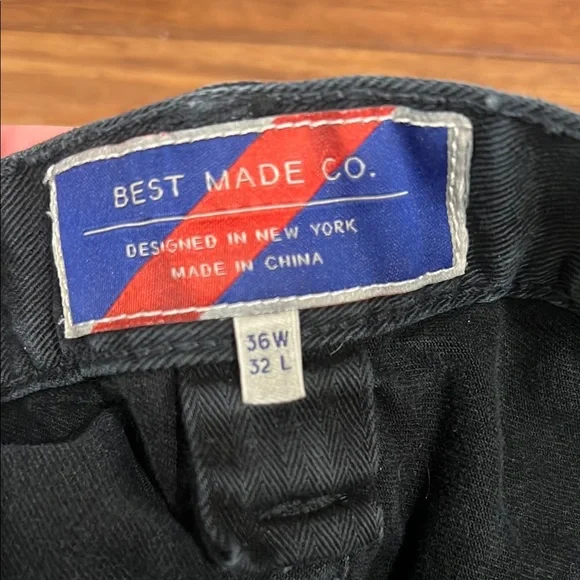 BEST MADE CO.
DESIGNED IN NEW YORK
MADE IN CHINA
36W
32 L